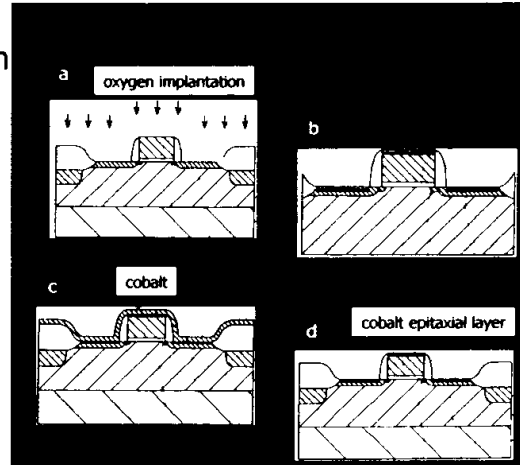 n
a
oxygen implantation
b
c
cobalt
cobalt epitaxial layer
d